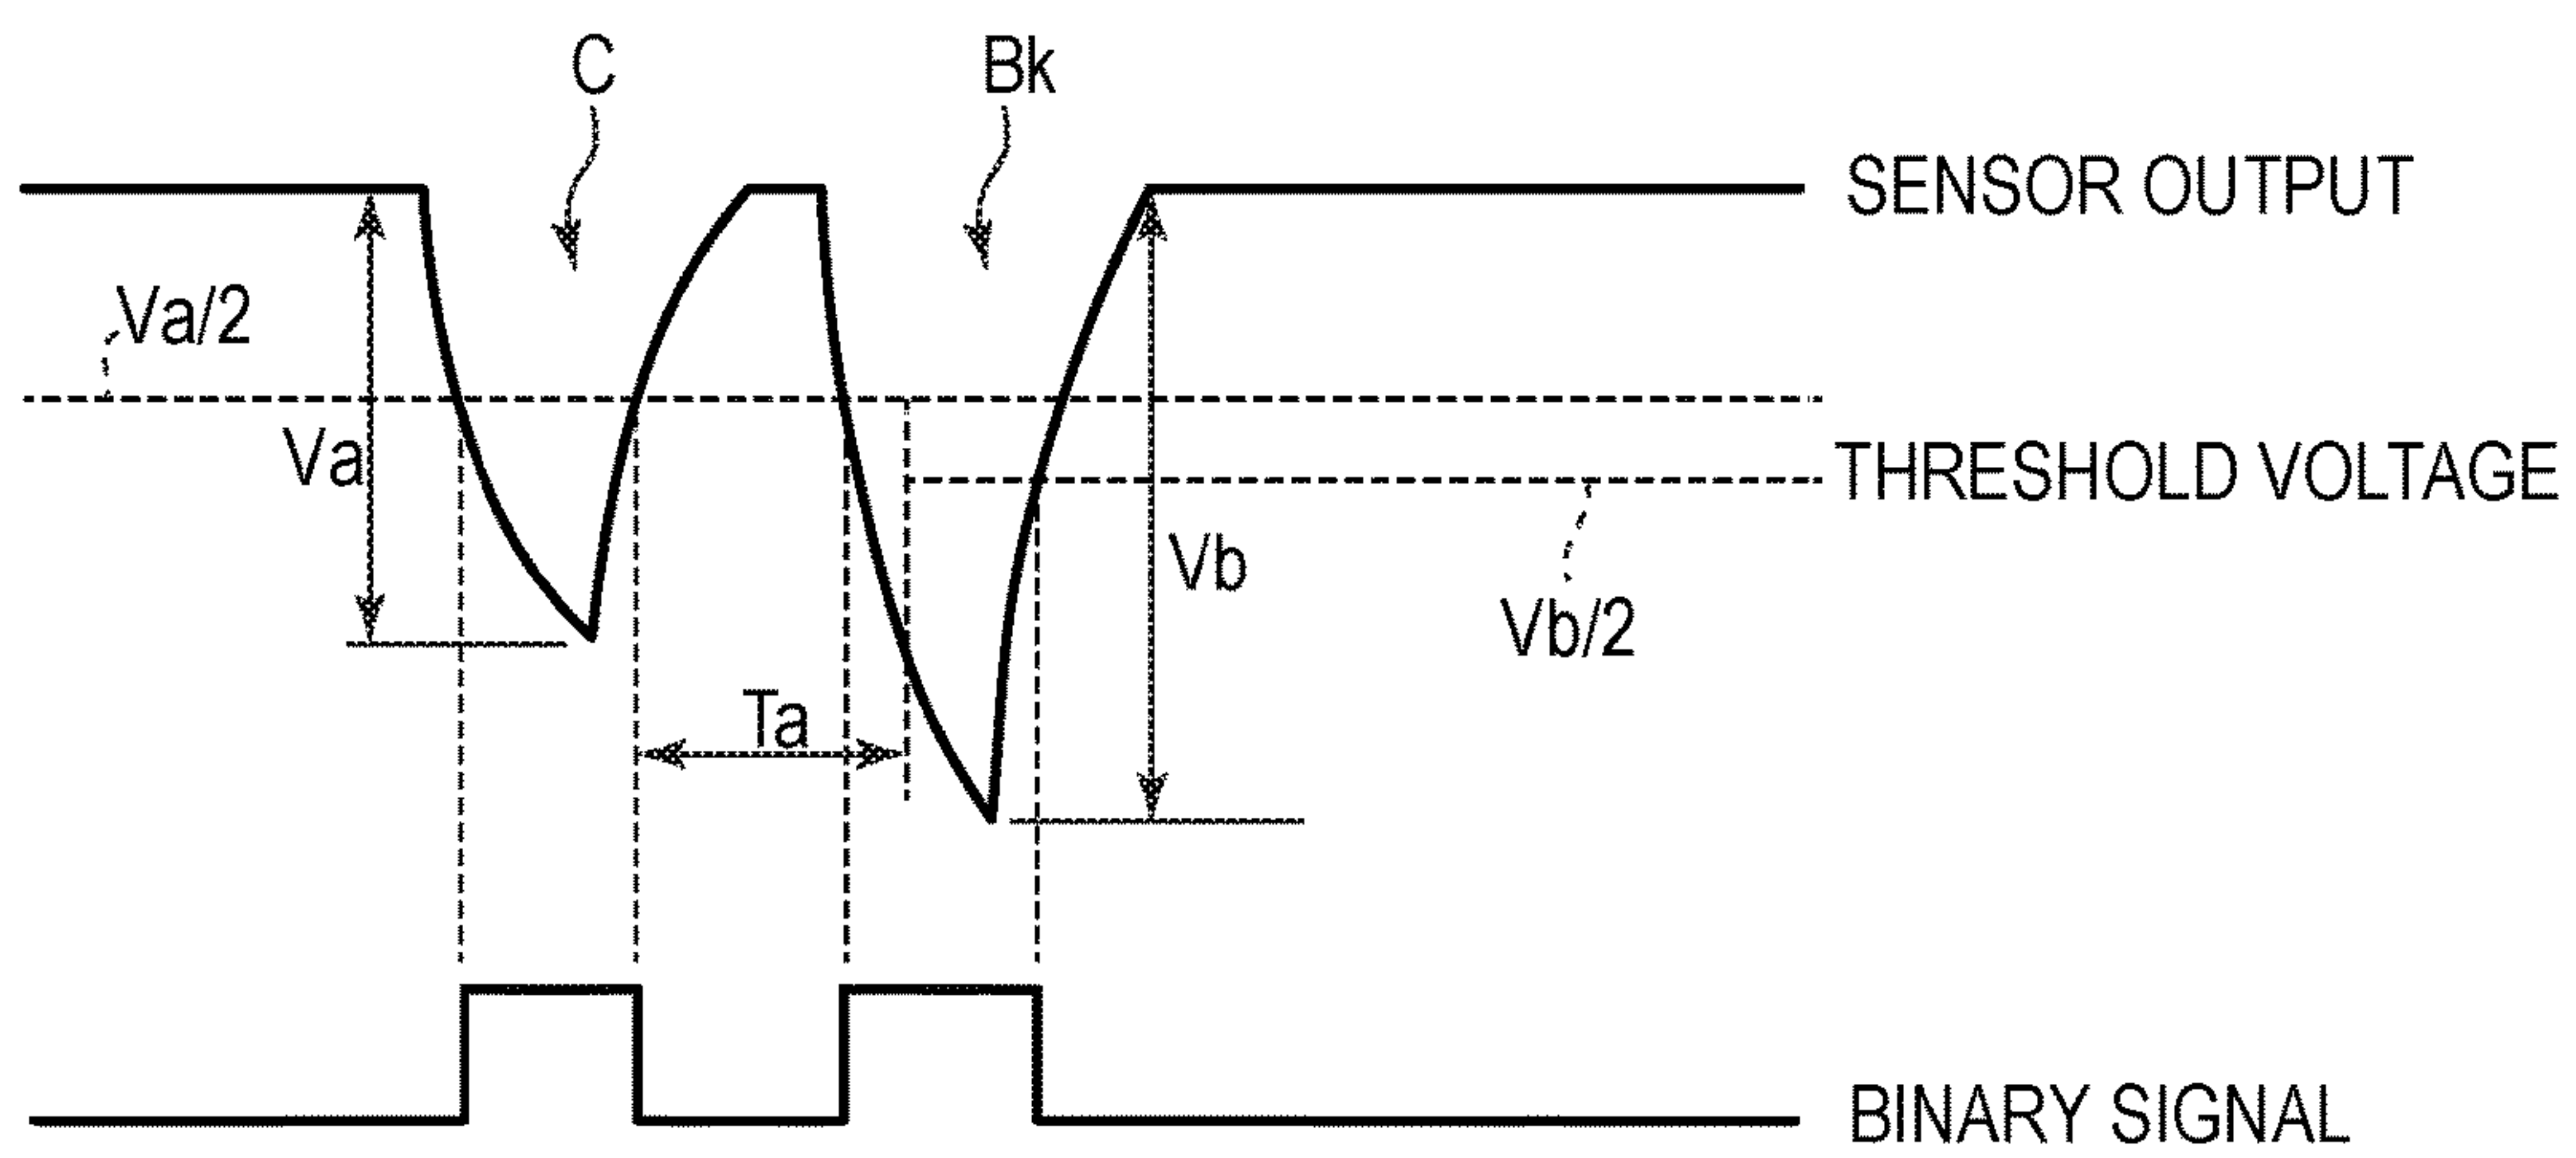 C
Bk
SENSOR OUTPUT
Va/2
Va
THRESHOLD VOLTAGE
Vb
Vb/2
Ta
BINARY SIGNAL